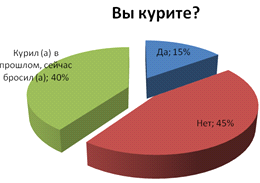 Вы курите?
Курил (а) в
прошлом, сейчас
бросил (а); 40%
Да; 15%
Нет; 45%